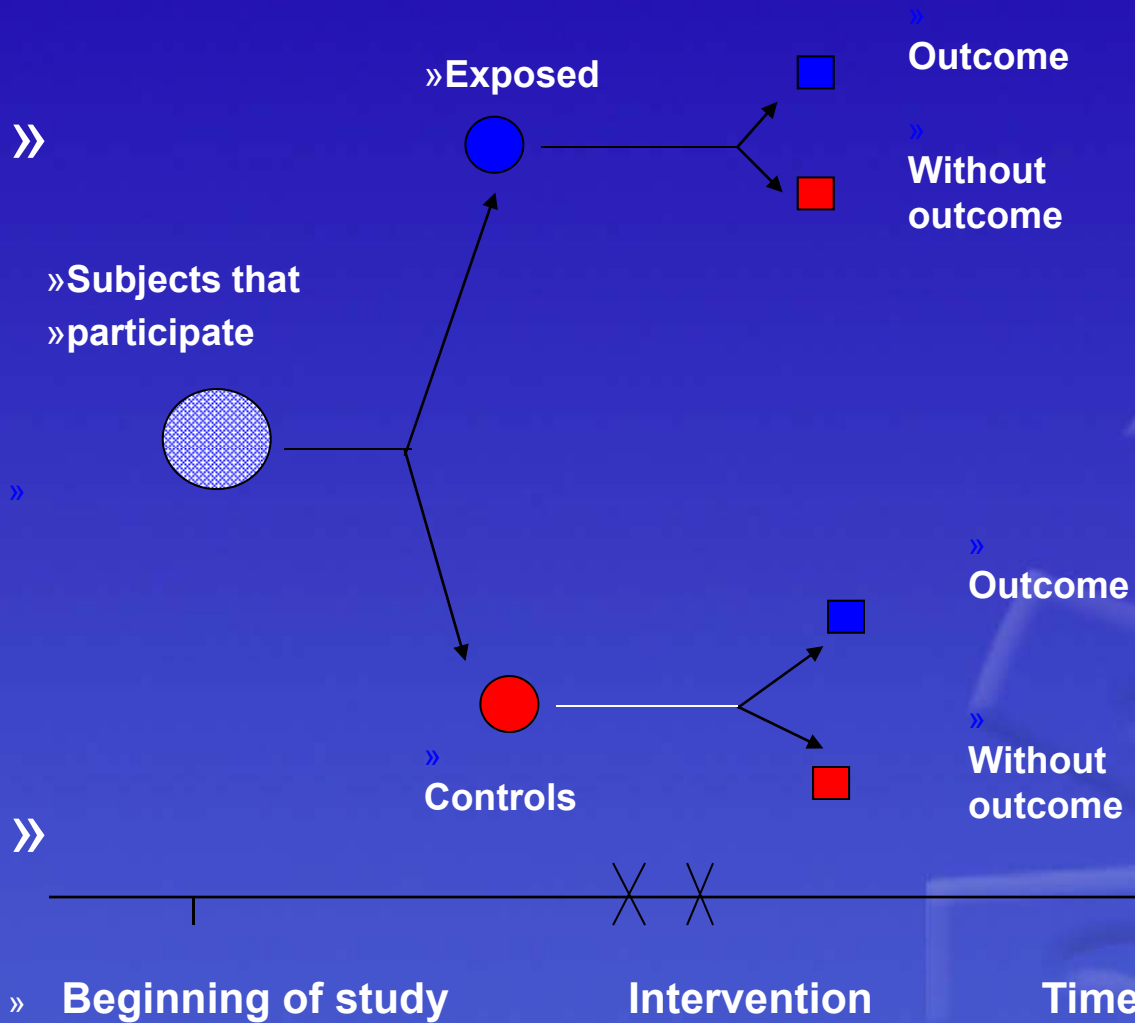 »
Outcome
»Exposed
»
»
Without
outcome
»Subjects that
»participate
»
»
Outcome
»
Controls
»
Without
outcome
»
» Beginning of study Intervention Time